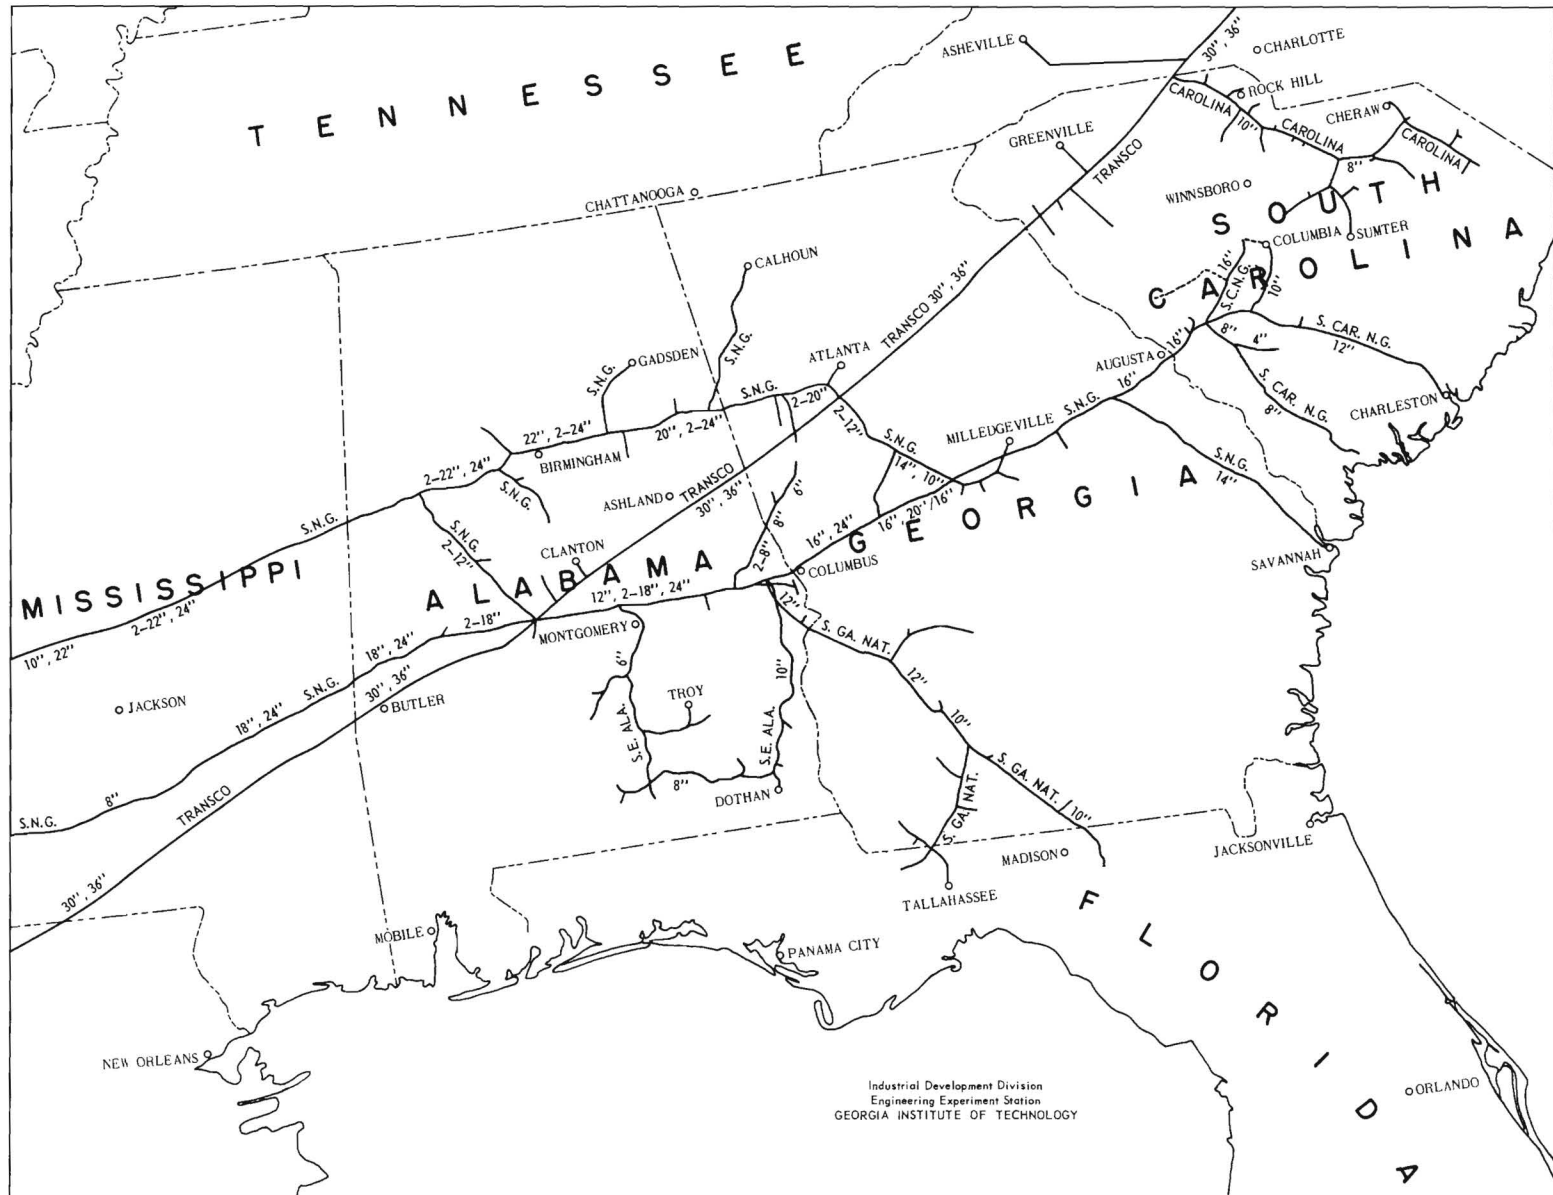 TENNESSEE
ASHEVILLE
30", 36"
CHARLOTTE
CAROLINA
ROCK HILL
10"
CAROLINA
CHERAW
CAROLINA
8"
GREENVILLE
TRANSCO
WINNSBORO
SOUTH
CAROLINA
COLUMBIA
SUMTER
CHATTANOOGA
CALHOUN
S.N.G.
16"
S.C.N.G.
10"
TRANSCO 30", 36"
GADSDEN
S.N.G.
ATLANTA
AUGUSTA
16"
8"
4"
S. CAR. N.G.
12"
S. CAR. N.G.
8"
CHARLESTON
S.N.G.
2-20"
2-12"
S.N.G.
16"
22", 2-24"
20", 2-24"
BIRMINGHAM
MILLEDGEVILLE
S.N.G.
14", 10"
S.N.G.
14"
2-22", 24"
S.N.G.
ASHLAND
TRANSCO
30", 36"
6"
8"
2-8"
16", 24"
16", 20"/16"
GEORGIA
SAVANNAH
S.N.G.
S.N.G.
2-12"
CLANTON
COLUMBUS
MISSISSIPPI
ALABAMA
2-22", 24"
10", 22"
2-18"
12", 2-18", 24"
MONTGOMERY
12"
S. GA. NAT.
12"
18", 24"
S.N.G.
30", 36"
BUTLER
JACKSON
18", 24"
6"
TROY
10"
S.E. ALA.
S.E. ALA.
8"
DOTHAN
10"
S. GA. NAT.
10"
S. GA. NAT.
8"
S.N.G.
TRANSCO
30", 36"
MADISON
JACKSONVILLE
TALLAHASSEE
FLORIDA
MOBILE
PANAMA CITY
NEW ORLEANS
ORLANDO
Industrial Development Division
Engineering Experiment Station
GEORGIA INSTITUTE OF TECHNOLOGY